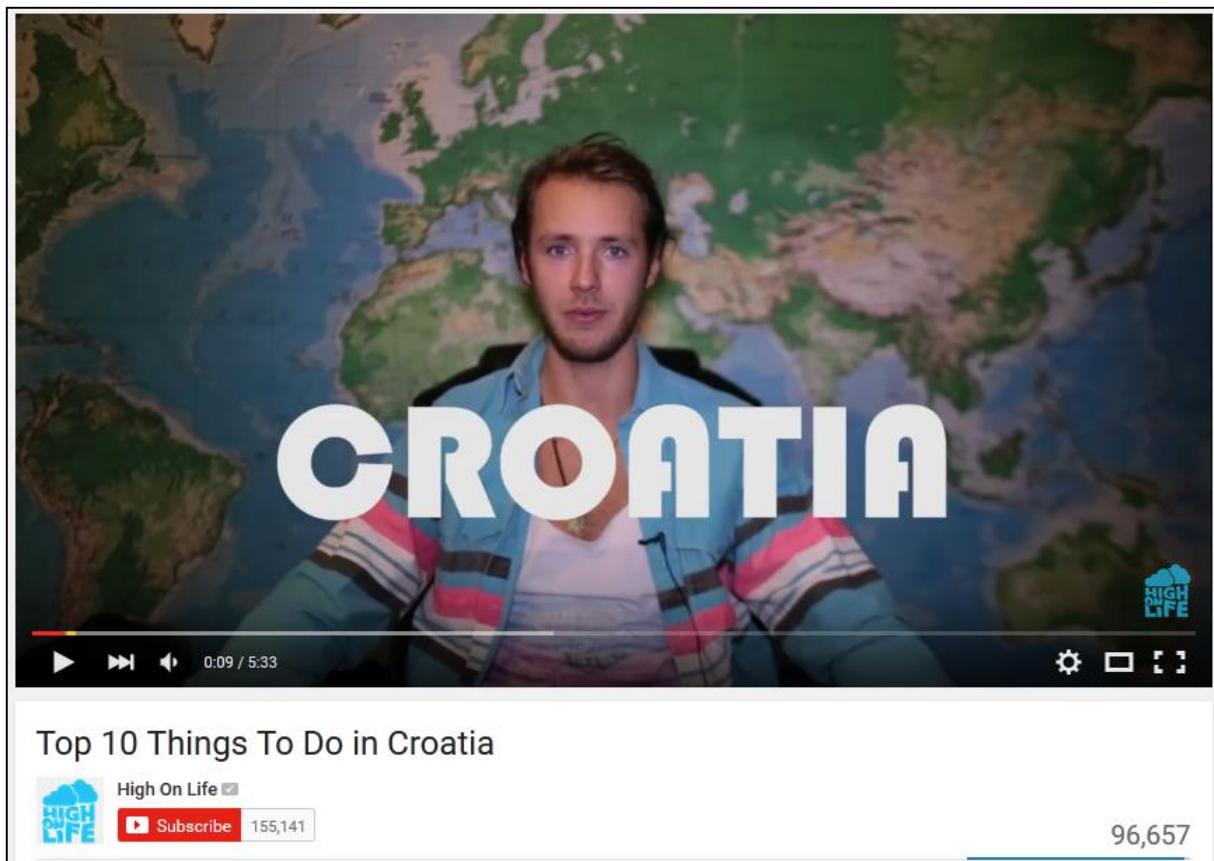 CROATIA
HIGH
ON
LIFE
0:09 / 5:33
Top 10 Things To Do in Croatia
High On Life
HIGH
ON
LIFE
Subscribe 155,141
96,657